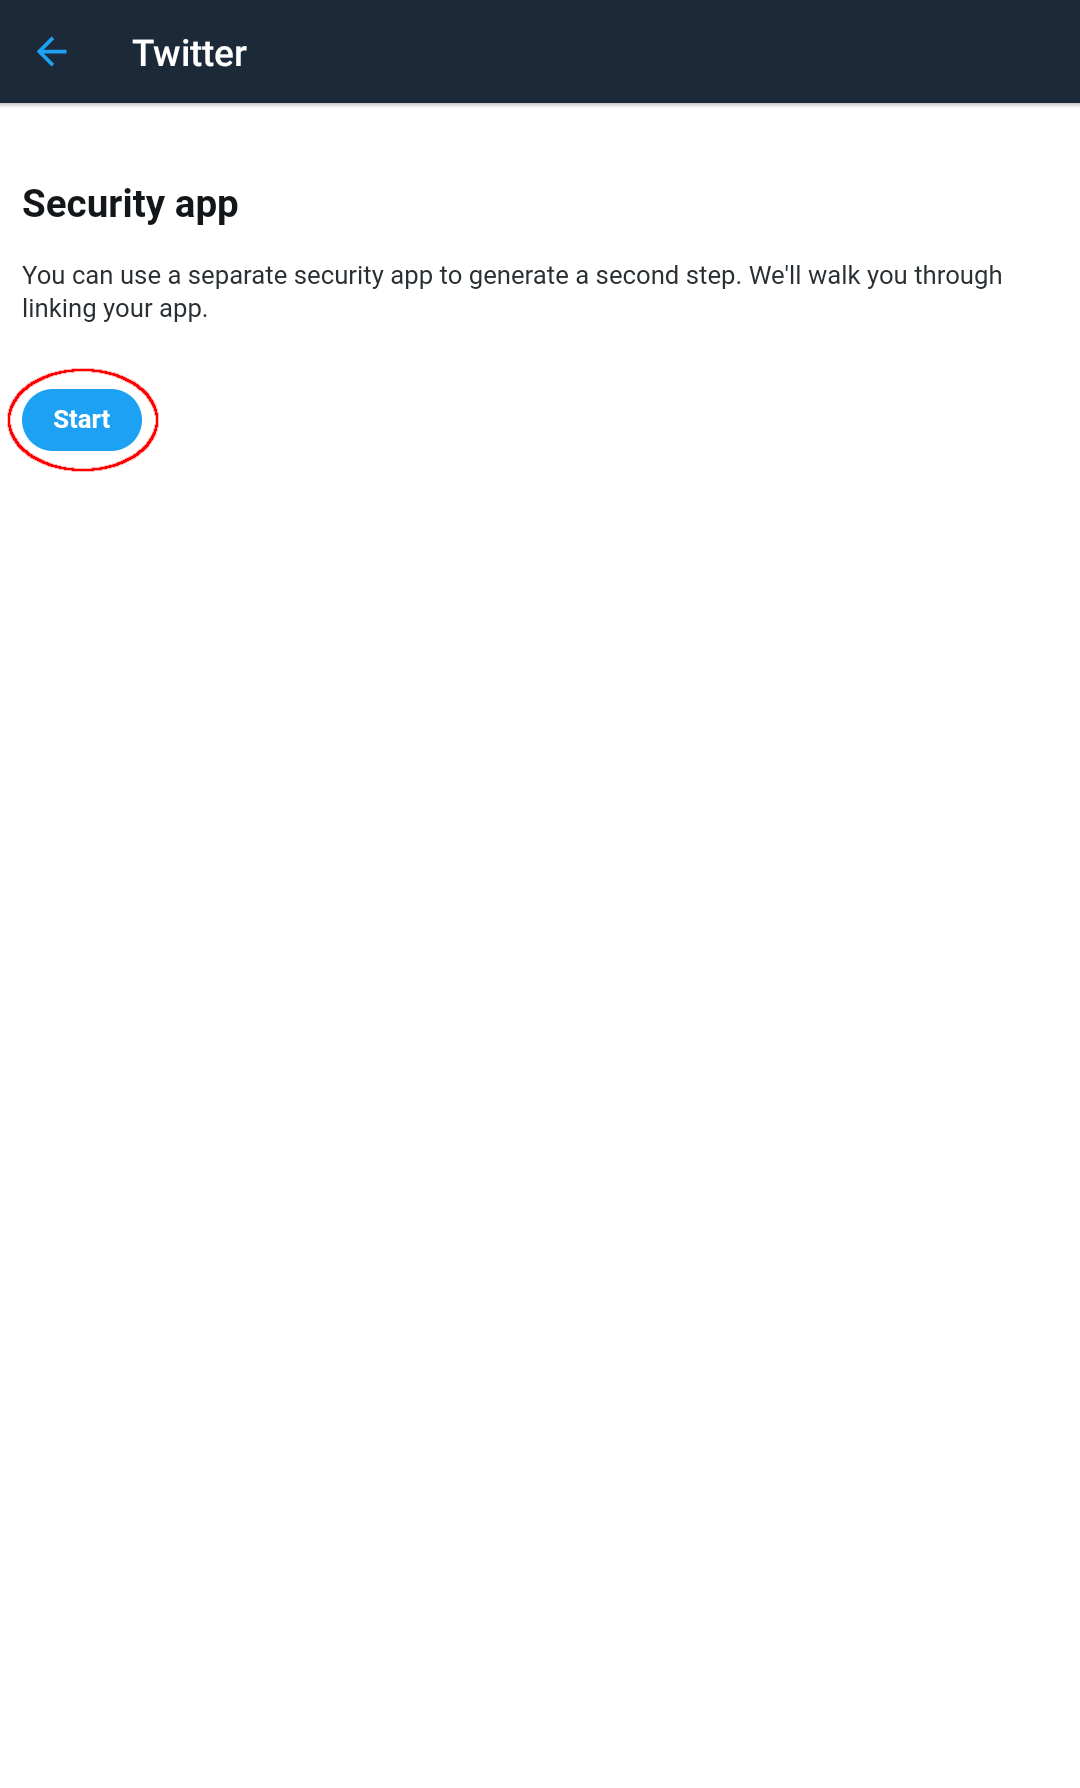 Twitter
Security app
You can use a separate security app to generate a second step. We'll walk you through
linking your app.
Start